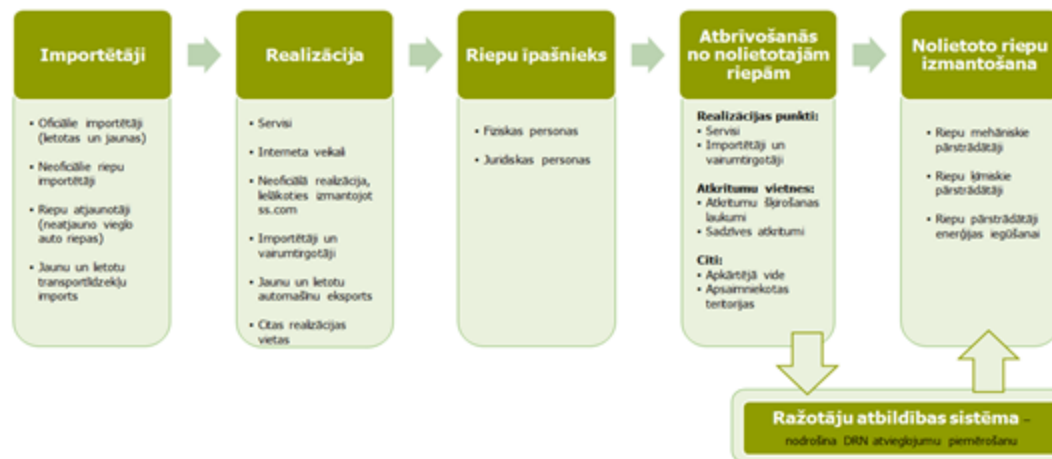 Importētāji
▪ Oficiālie importētāji
(lietotas un jaunas)
▪ Neoficiālie riepu
importētāji
▪ Riepu atjaunotāji
(neatjauno vieglo
auto riepas)
▪ Jaunu un lietotu
transportlīdzekļu
imports
Realizācija
▪ Servisi
▪ Interneta veikali
▪ Neoficiālā realizācija,
lielākoties izmantojot
ss.com
▪ Importētāji un
vairumtirgotāji
▪ Jaunu un lietotu
automašīnu eksports
▪ Citas realizācijas
vietas
Riepu īpašnieks
▪ Fiziskas personas
▪ Juridiskas personas
Atbrīvošanās
no nolietotajām
riepām
Realizācijas punkti:
▪ Servisi
▪ Importētāji un
vairumtirgotāji
Atkritumu vietnes:
▪ Atkritumu šķirošanas
laukumi
▪ Sadzīves atkritumi
Citi:
▪ Apkārtējā vide
▪ Apsaimniekotas
teritorijas
Nolietoto riepu
izmantošana
▪ Riepu mehāniskie
pārstrādātāji
▪ Riepu ķīmiskie
pārstrādātāji
▪ Riepu pārstrādātāji
enerģijas iegūšanai
Ražotāju atbildības sistēma –
nodrošina DRN atvieglojumu piemērošanu